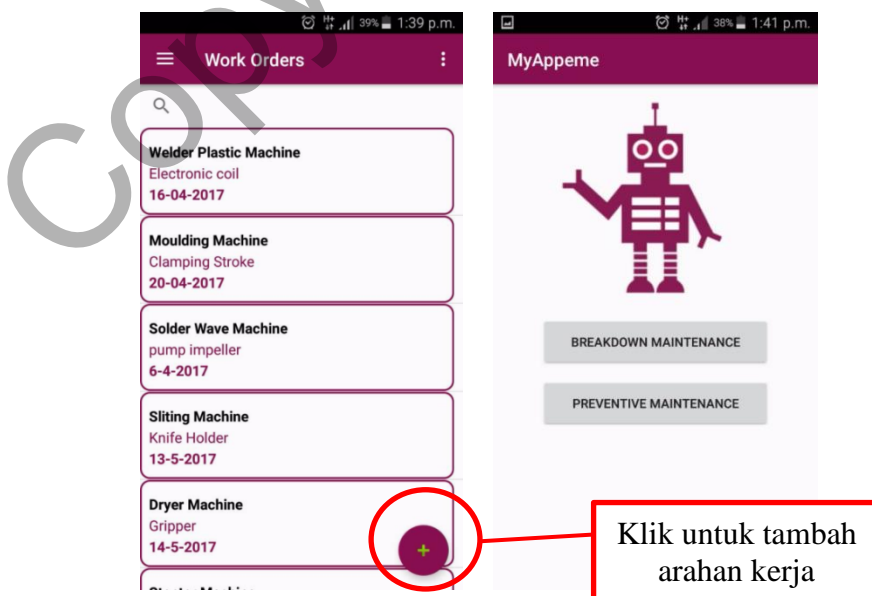 Copy
39% 1:39 p.m.
Work Orders
Welder Plastic Machine
Electronic coil
16-04-2017
Moulding Machine
Clamping Stroke
20-04-2017
Solder Wave Machine
pump impeller
6-4-2017
Sliting Machine
Knife Holder
13-5-2017
Dryer Machine
Gripper
14-5-2017
+
38% 1:41 p.m.
MyAppeme
BREAKDOWN MAINTENANCE
PREVENTIVE MAINTENANCE
Klik untuk tambah
arahan kerja